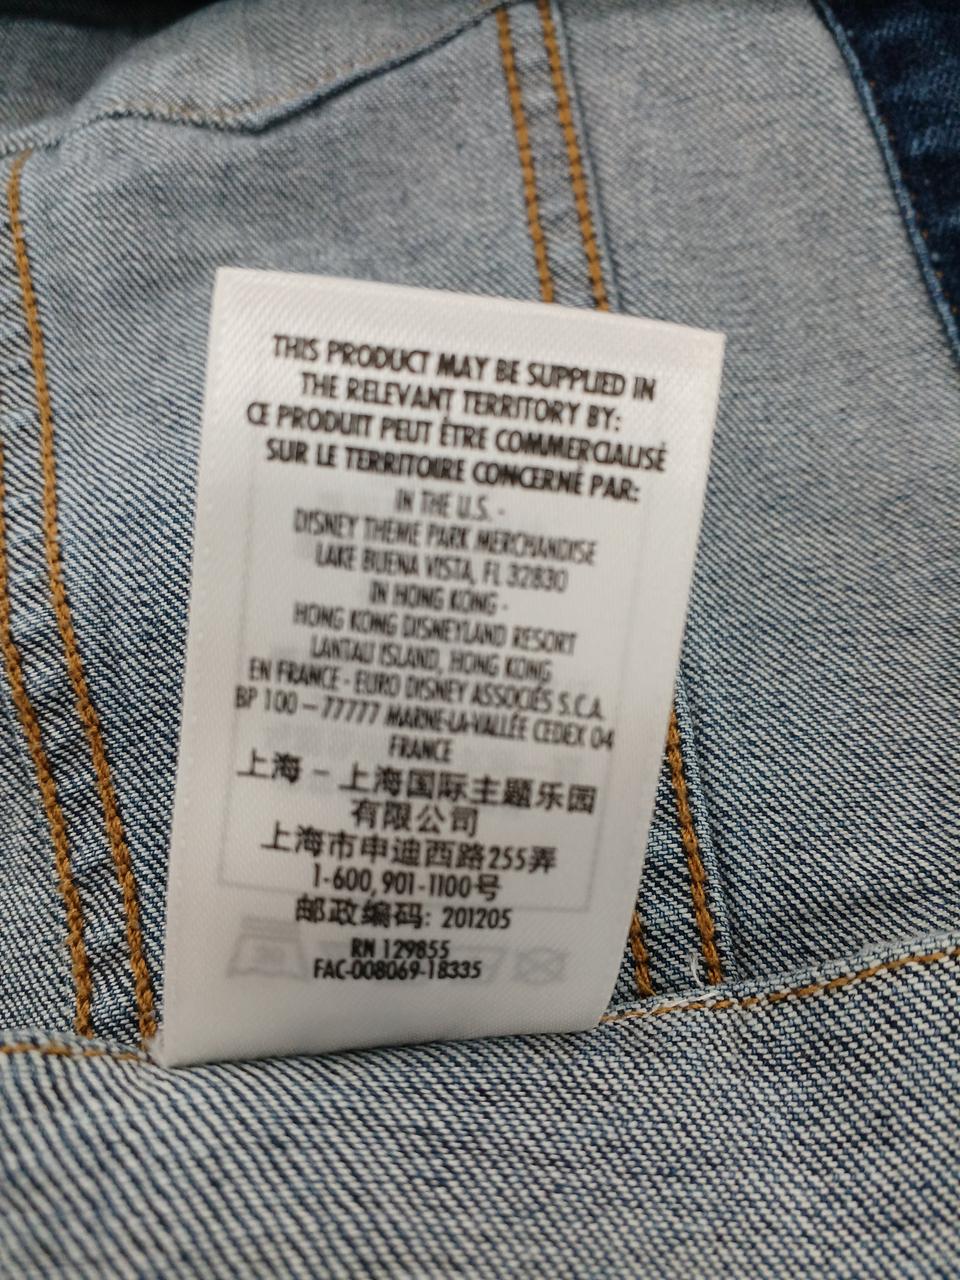 THIS PRODUCT MAY BE SUPPLIED IN
THE RELEVANT TERRITORY BY:
CE PRODUIT PEUT ÊTRE COMMERCIALISÉ
SUR LE TERRITOIRE CONCERNÉ PAR:
IN THE U.S. -
DISNEY THEME PARK MERCHANDISE
LAKE BUENA VISTA, FL 32830
IN HONG KONG -
HONG KONG DISNEYLAND RESORT
LANTAU ISLAND, HONG KONG
EN FRANCE - EURO DISNEY ASSOCIÉS S.C.A.
BP 100 – 77777 MARNE-LA-VALLÉE CEDEX 04
FRANCE
上海 - 上海国际主题乐园
有限公司
上海市申迪西路255弄
1-600, 901-1100号
邮政编码: 201205
RN 129855
FAC-008069-18335